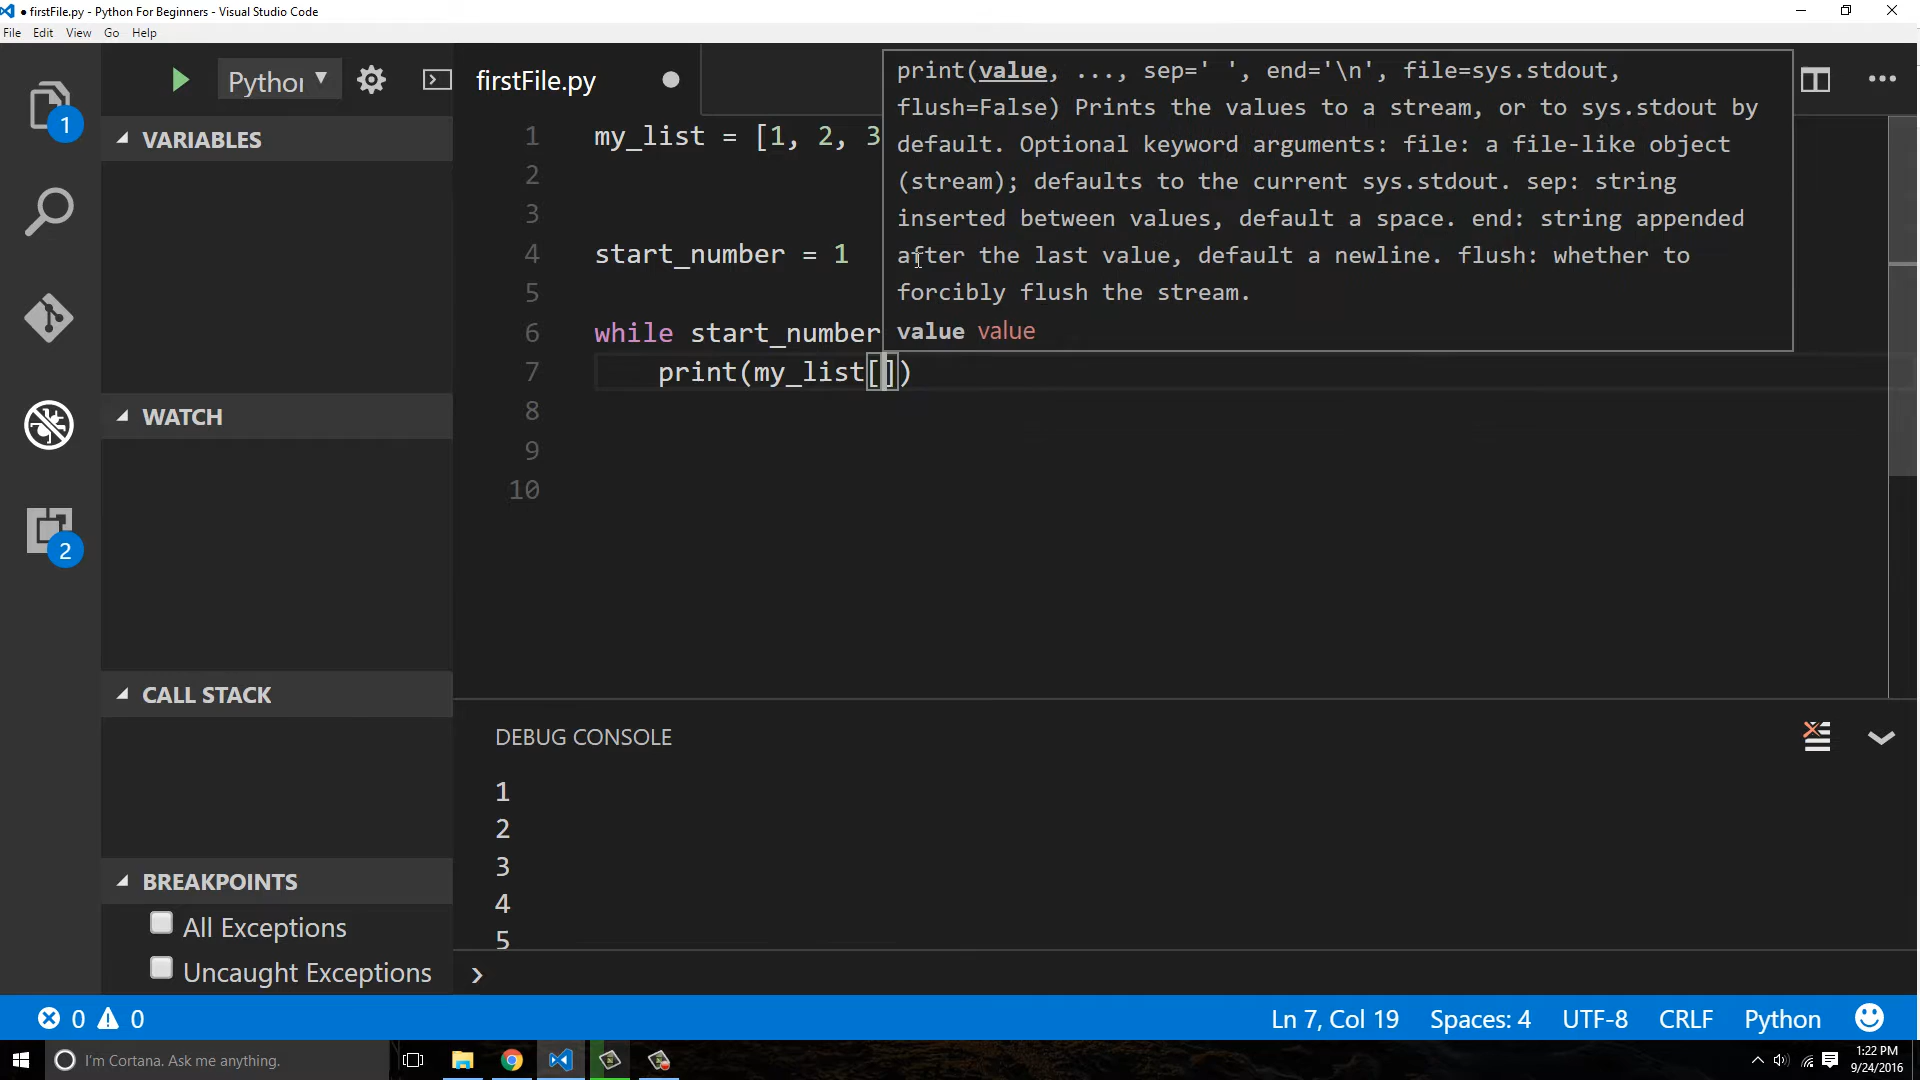 ● firstFile.py - Python For Beginners - Visual Studio Code
File Edit View Go Help
Python
firstFile.py
VARIABLES
WATCH
CALL STACK
BREAKPOINTS
All Exceptions
Uncaught Exceptions
1 my_list = [1, 2, 3
2
3
4 start_number = 1
5
6 while start_number
7 print(my_list[])
8
9
10
print(value, ..., sep=' ', end='\n', file=sys.stdout,
flush=False) Prints the values to a stream, or to sys.stdout by
default. Optional keyword arguments: file: a file-like object
(stream); defaults to the current sys.stdout. sep: string
inserted between values, default a space. end: string appended
after the last value, default a newline. flush: whether to
forcibly flush the stream.
value value
DEBUG CONSOLE
1
2
3
4
5
1
2
0 0
Ln 7, Col 19 Spaces: 4 UTF-8 CRLF Python
I'm Cortana. Ask me anything.
1:22 PM
9/24/2016